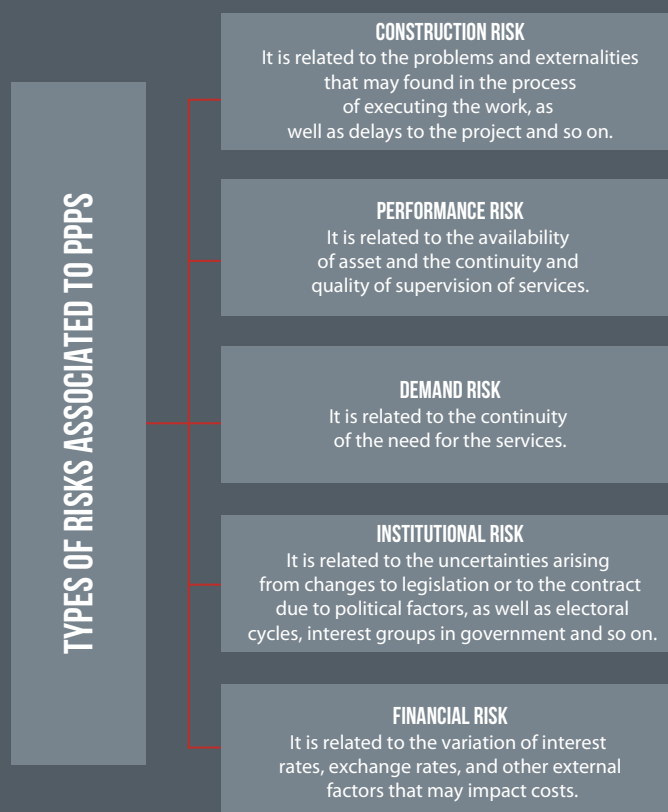 TYPES OF RISKS ASSOCIATED TO PPPS
CONSTRUCTION RISK
It is related to the problems and externalities
that may found in the process
of executing the work, as
well as delays to the project and so on.
PERFORMANCE RISK
It is related to the availability
of asset and the continuity and
quality of supervision of services.
DEMAND RISK
It is related to the continuity
of the need for the services.
INSTITUTIONAL RISK
It is related to the uncertainties arising
from changes to legislation or to the contract
due to political factors, as well as electoral
cycles, interest groups in government and so on.
FINANCIAL RISK
It is related to the variation of interest
rates, exchange rates, and other external
factors that may impact costs.